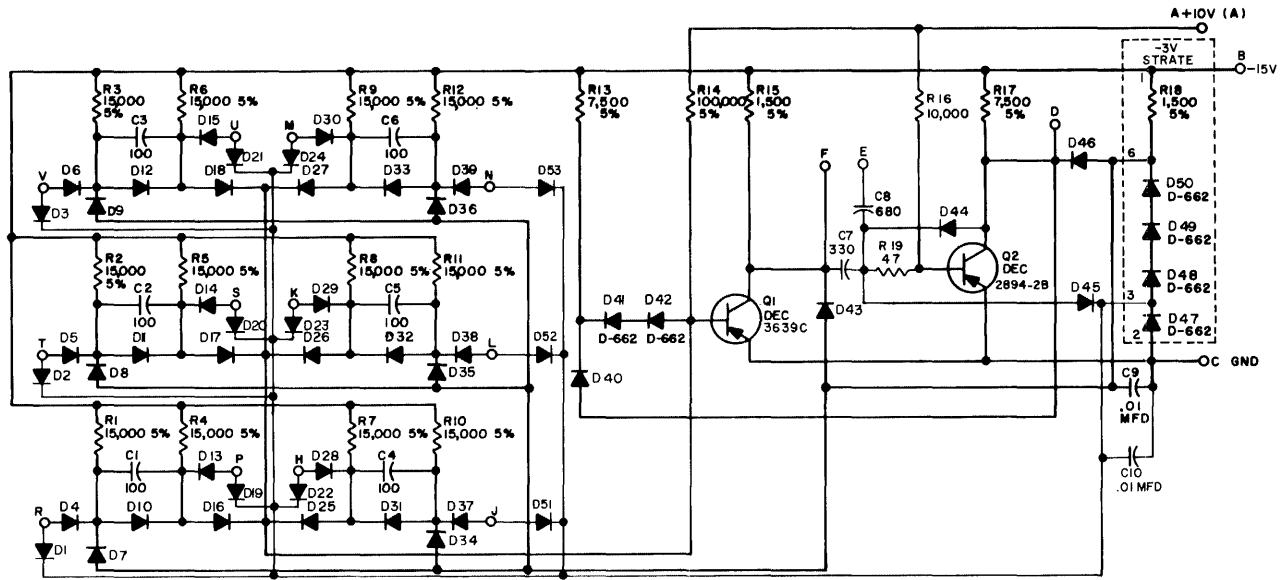 A+10V (A)
-3V
STRATE
B
-15V
1
R3
15,000
5%
R6
15,000 5%
R9
15,000 5%
R12
15,000 5%
R13
7,500
5%
R14
100,000
5%
R15
1,500
5%
R16
10,000
R17
7,500
5%
R18
1,500
5%
C3
100
D15
U
M
D30
C6
100
D21
D24
D
D46
6
V
D6
D12
D18
D27
D33
D39
N
D53
D3
D9
D36
F
E
C8
680
D44
D50
D-662
D49
D-662
D48
D-662
D47
D-662
R2
15,000
5%
R5
15,000 5%
R8
15,000 5%
R11
15,000 5%
C7
330
R19
47
Q2
DEC
2894-2B
C2
100
D14
S
K
D29
C5
100
D20
D23
D41
D-662
D42
D-662
Q1
DEC
3639C
D43
D45
3
2
T
D5
D11
D17
D26
D32
D38
L
D52
D2
D8
D35
D40
C GND
C9
.01
MFD
R1
15,000 5%
R4
15,000 5%
R7
15,000 5%
R10
15,000 5%
C1
100
D13
P
H
D28
C4
100
D19
D22
C10
.01 MFD
R
D4
D10
D16
D25
D31
D37
J
D51
D1
D7
D34